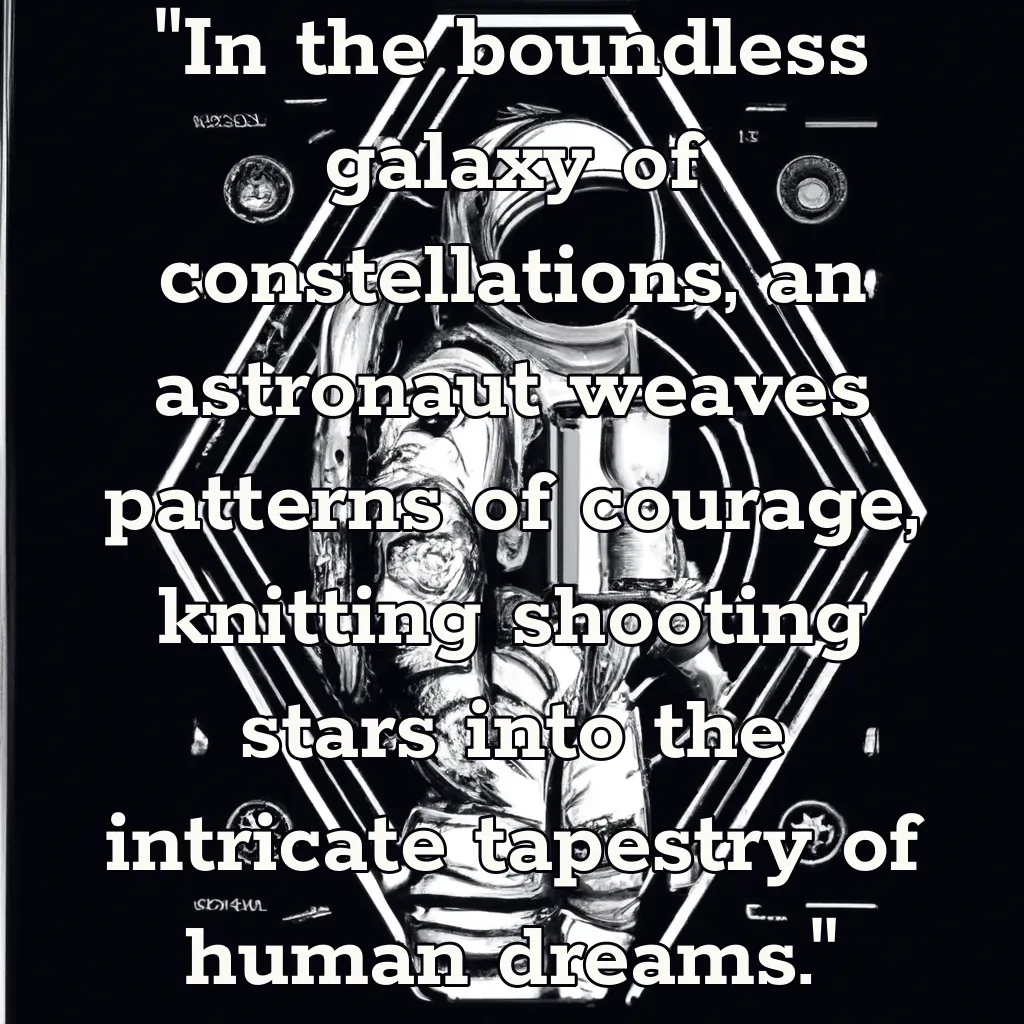 "In the boundless
galaxy of
constellations, an
astronaut weaves
patterns of courage,
knitting shooting
stars into the
intricate tapestry of
human dreams."